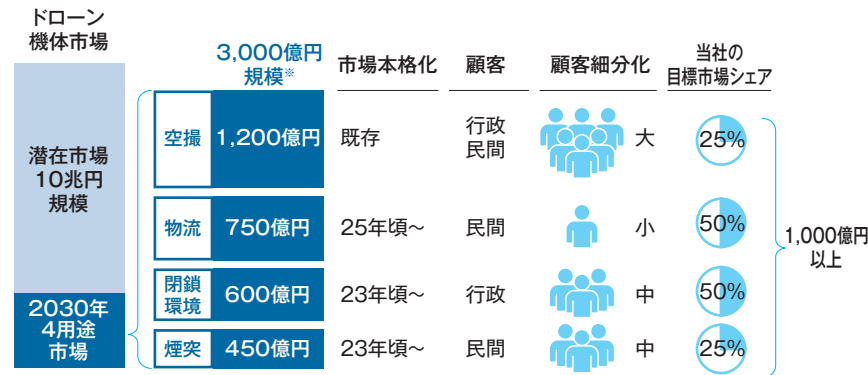 ドローン
機体市場
3,000億円
規模※
市場本格化
顧客
顧客細分化
当社の
目標市場シェア
潜在市場
10兆円
規模
2030年
4用途
市場
空撮
1,200億円
既存
行政
民間
大
25%
物流
750億円
25年頃～
民間
小
50%
閉鎖
環境
600億円
23年頃～
行政
中
50%
煙突
450億円
23年頃～
民間
中
25%
1,000億円
以上